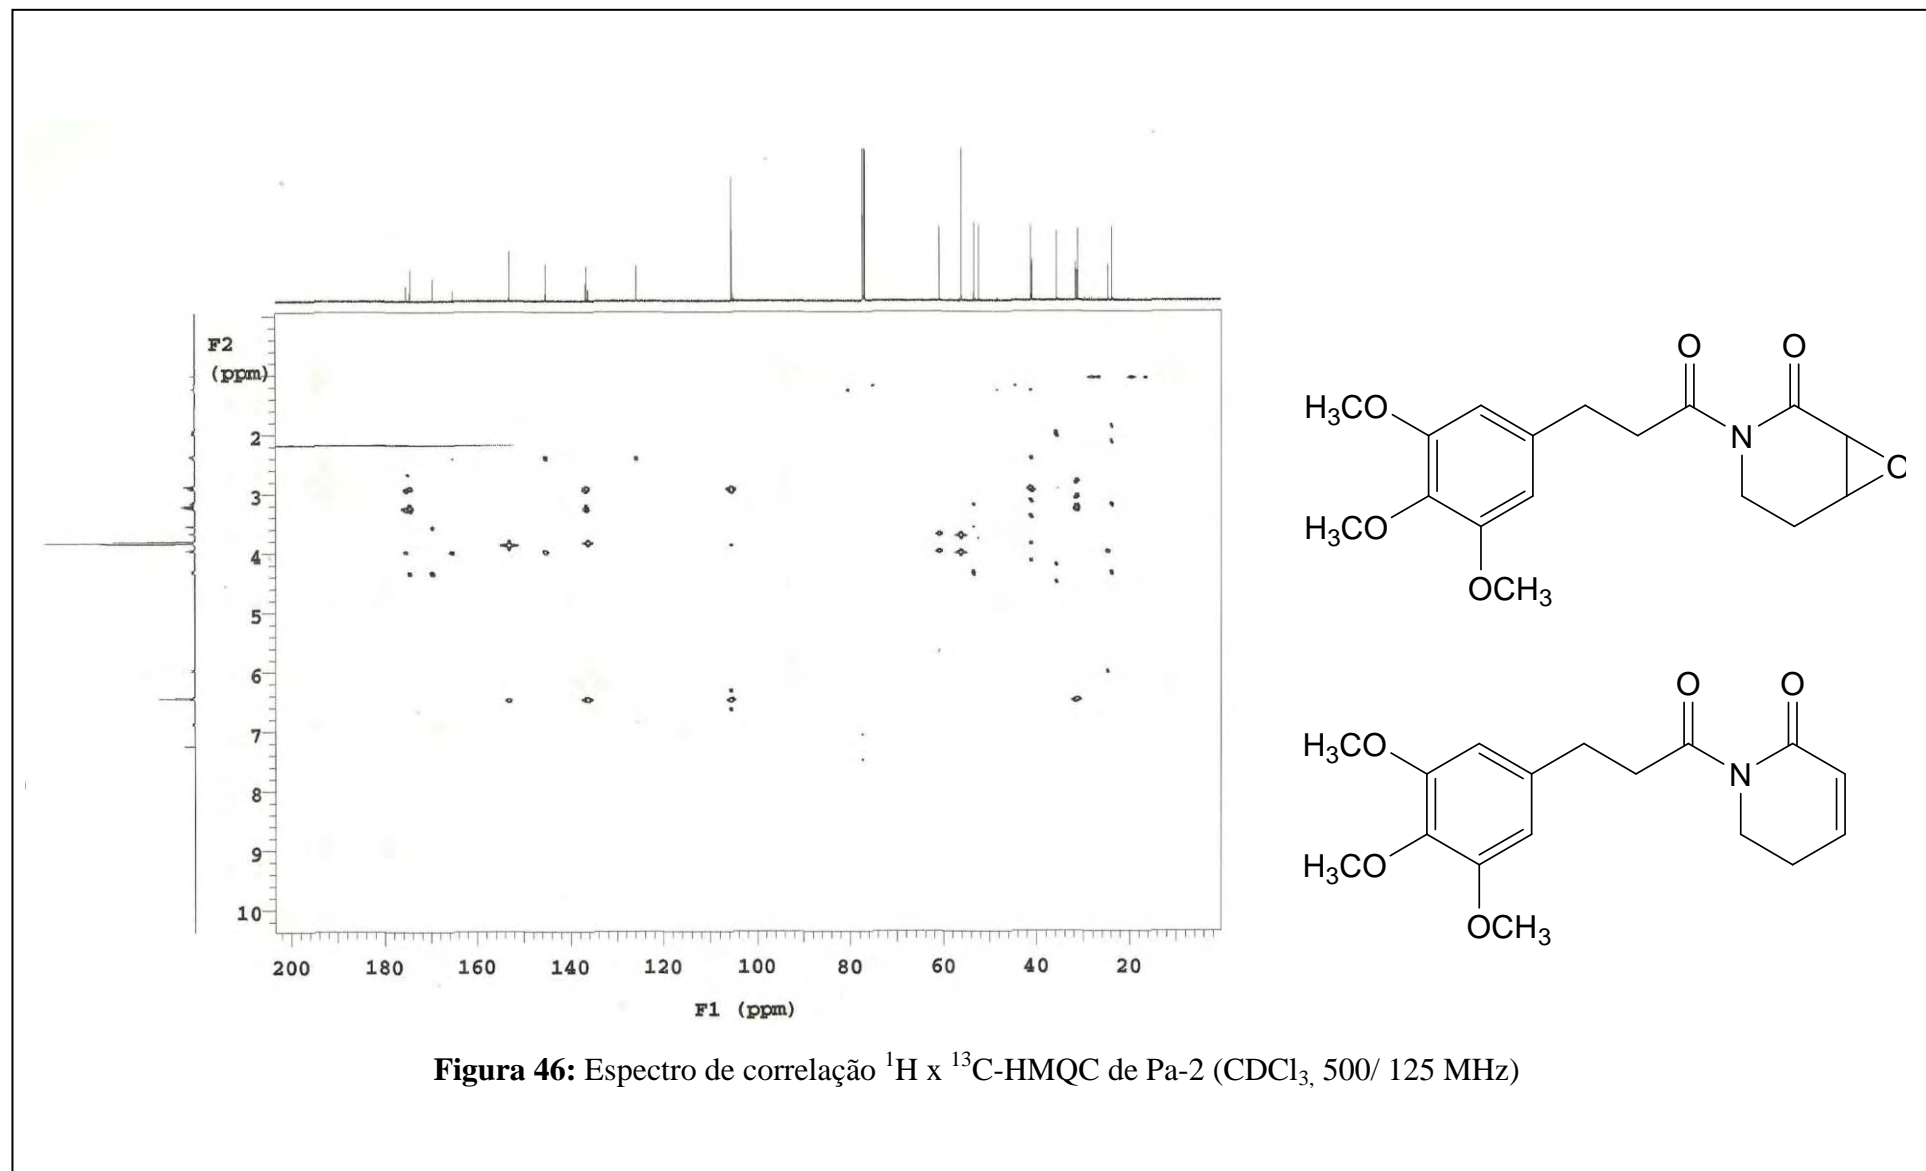 F2
(ppm)
2
3
4
5
6
7
8
9
10
200 180 160 140 120 100 80 60 40 20
F1 (ppm)
O O
H3CO
N
O
H3CO
OCH3
O O
H3CO
N
H3CO
OCH3
Figura 46: Espectro de correlação 1H x 13C-HMQC de Pa-2 (CDCl3, 500/ 125 MHz)